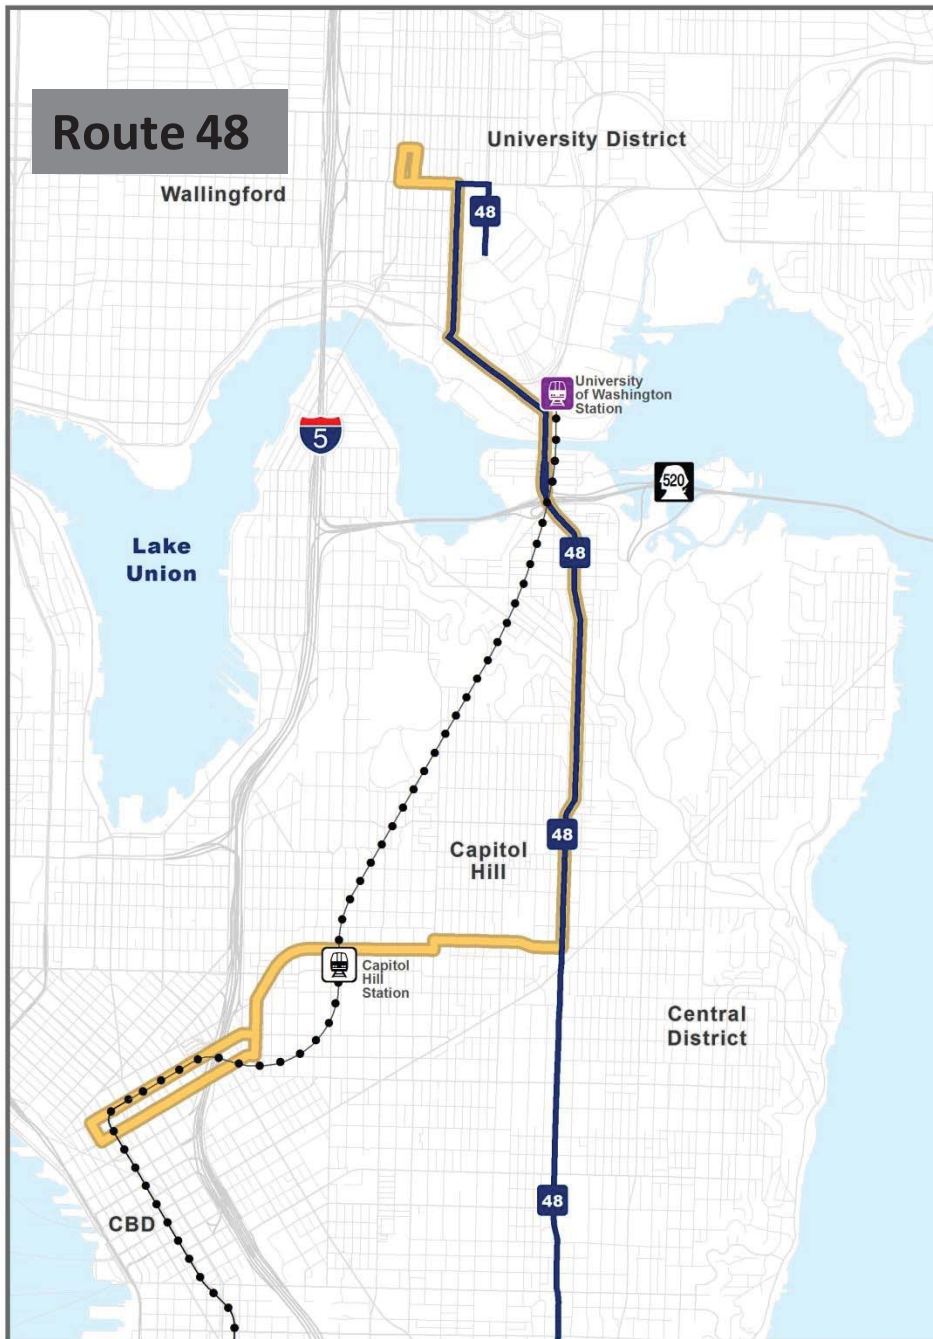 Route 48
University District
Wallingford
48
University
of Washington
Station
5
520
Lake
Union
48
48
Capitol
Hill
Capitol
Hill
Station
Central
District
48
CBD